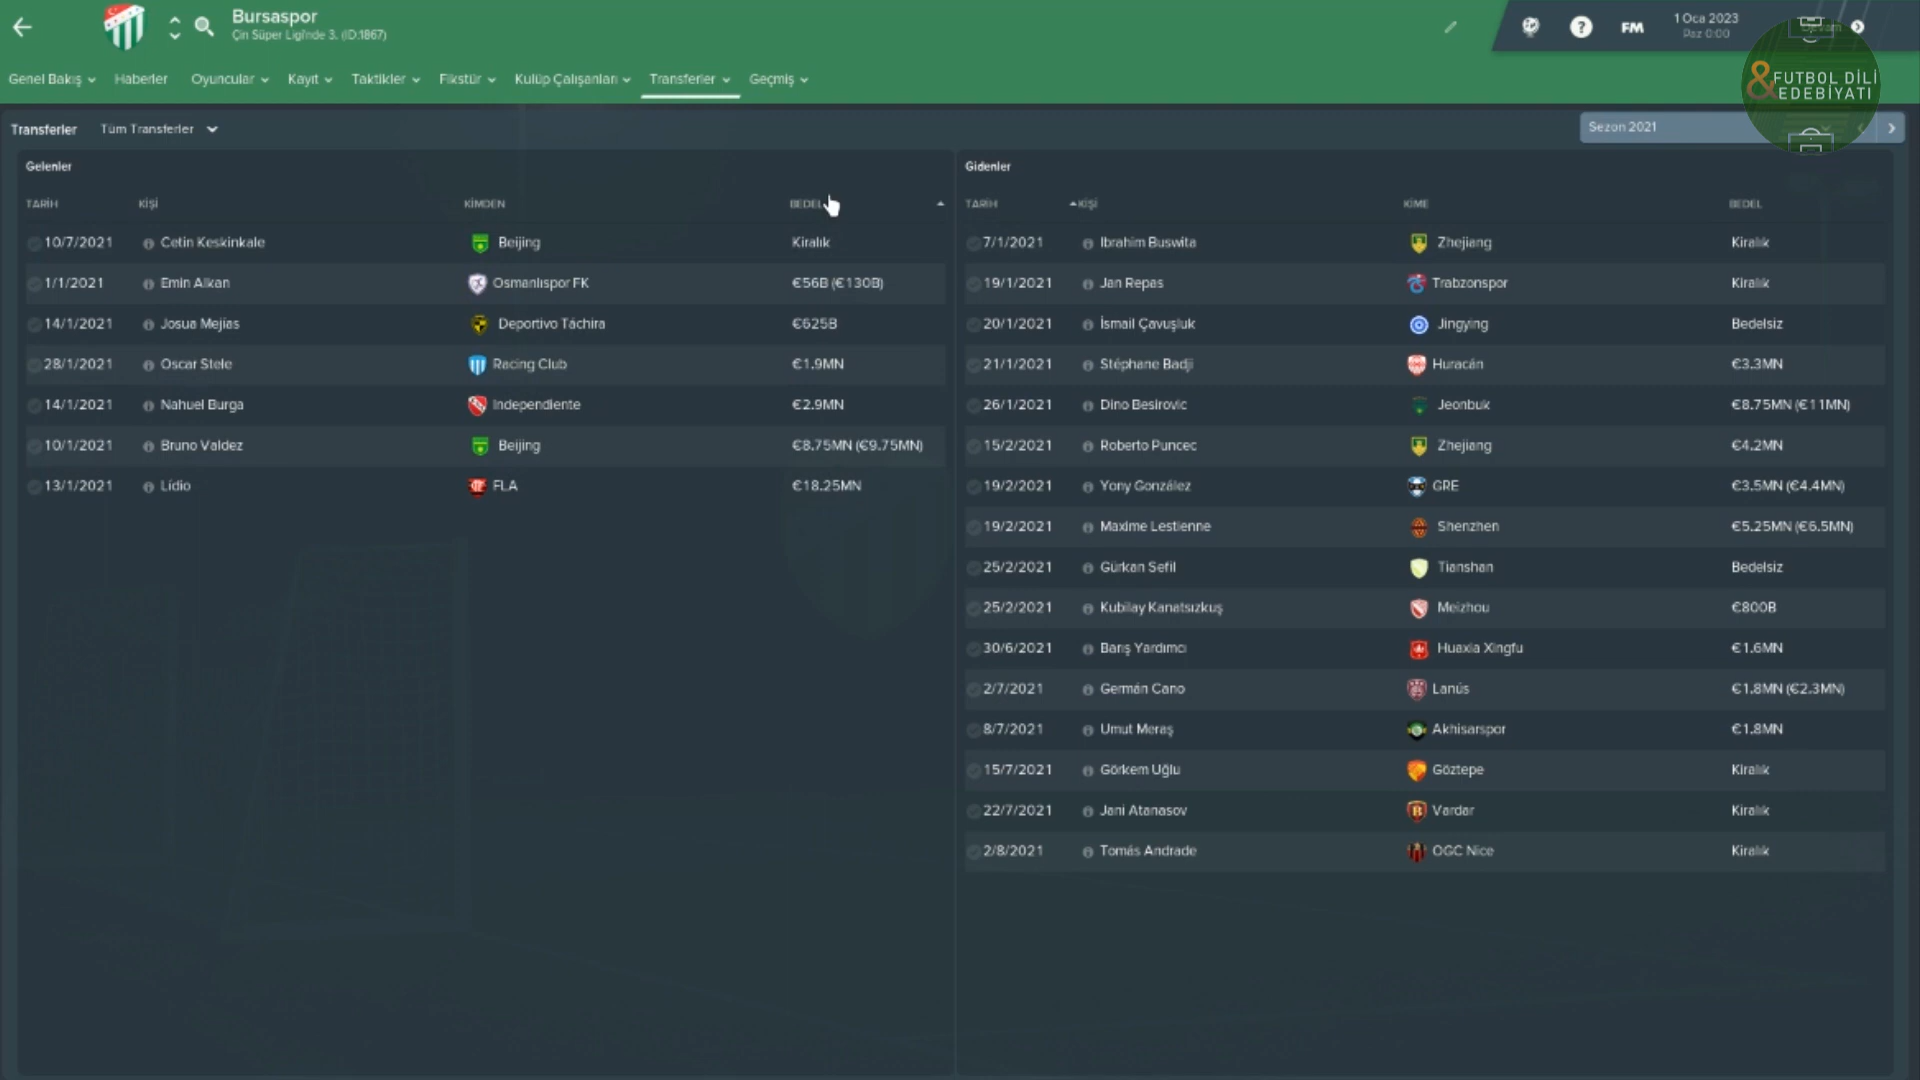 Bursaspor
Çin Süper Ligi'nde 3. (ID:1867)
FM
1 Oca 2023
Paz 0:00
Genel Bakış Haberler Oyuncular Kayıt Taktikler Fikstür Kulüp Çalışanları Transferler Geçmiş
& FUTBOL DİLİ
EDEBİYATI
Transferler Tüm Transferler Sezon 2021
Gelenler
TARİH KİŞİ KİMDEN BEDEL
10/7/2021 Cetin Keskinkale Beijing Kiralık
1/1/2021 Emin Alkan Osmanlıspor FK €56B (€130B)
14/1/2021 Josua Mejías Deportivo Táchira €625B
28/1/2021 Oscar Stele Racing Club €1.9MN
14/1/2021 Nahuel Burga Independiente €2.9MN
10/1/2021 Bruno Valdez Beijing €8.75MN (€9.75MN)
13/1/2021 Lídio FLA €18.25MN
Gidenler
TARİH KİŞİ KİME BEDEL
7/1/2021 Ibrahim Buswita Zhejiang Kiralık
19/1/2021 Jan Repas Trabzonspor Kiralık
20/1/2021 İsmail Çavuşluk Jingying Bedelsiz
21/1/2021 Stéphane Badji Huracán €3.3MN
26/1/2021 Dino Besirovic Jeonbuk €8.75MN (€11MN)
15/2/2021 Roberto Puncec Zhejiang €4.2MN
19/2/2021 Yony González GRE €3.5MN (€4.4MN)
19/2/2021 Maxime Lestienne Shenzhen €5.25MN (€6.5MN)
25/2/2021 Gürkan Sefil Tianshan Bedelsiz
25/2/2021 Kubilay Kanatsızkuş Meizhou €800B
30/6/2021 Barış Yardımcı Huaxia Xingfu €1.6MN
2/7/2021 Germán Cano Lanús €1.8MN (€2.3MN)
8/7/2021 Umut Meraş Akhisarspor €1.8MN
15/7/2021 Görkem Uğlu Göztepe Kiralık
22/7/2021 Jani Atanasov Vardar Kiralık
2/8/2021 Tomás Andrade OGC Nice Kiralık